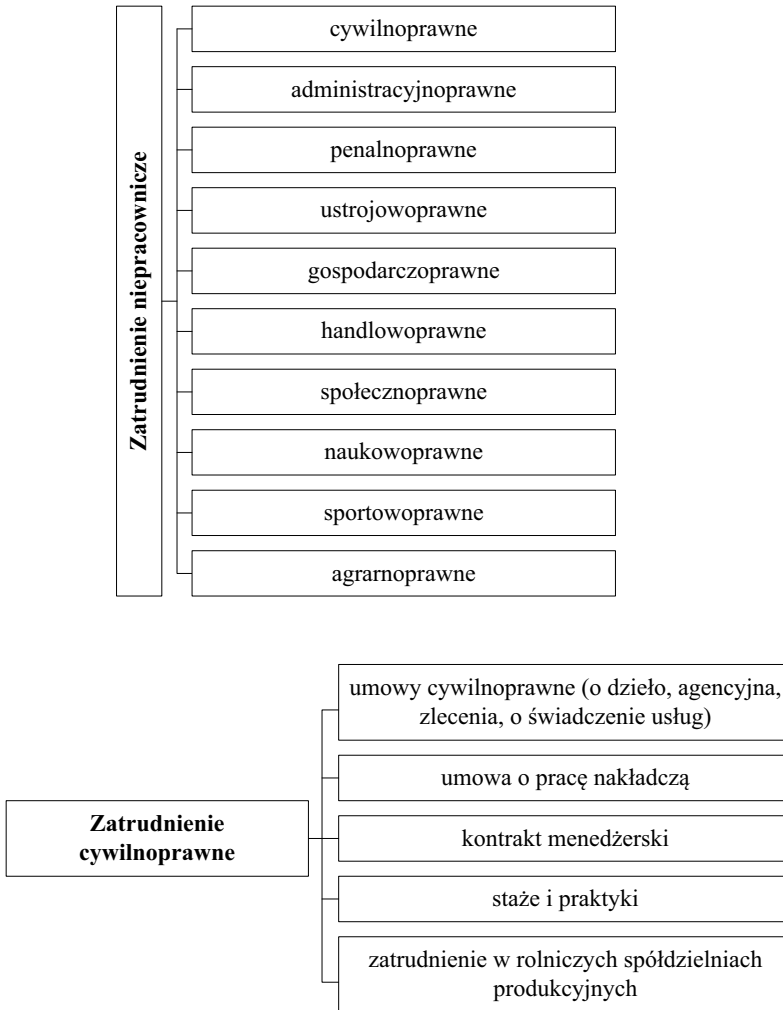 Zatrudnienie niepracownicze
cywilnoprawne
administracyjnoprawne
penalnoprawne
ustrojowoprawne
gospodarczoprawne
handlowoprawne
społecznoprawne
naukowoprawne
sportowoprawne
agrarnoprawne
Zatrudnienie
cywilnoprawne
umowy cywilnoprawne (o dzieło, agencyjna,
zlecenia, o świadczenie usług)
umowa o pracę nakładczą
kontrakt menedżerski
staże i praktyki
zatrudnienie w rolniczych spółdzielniach
produkcyjnych